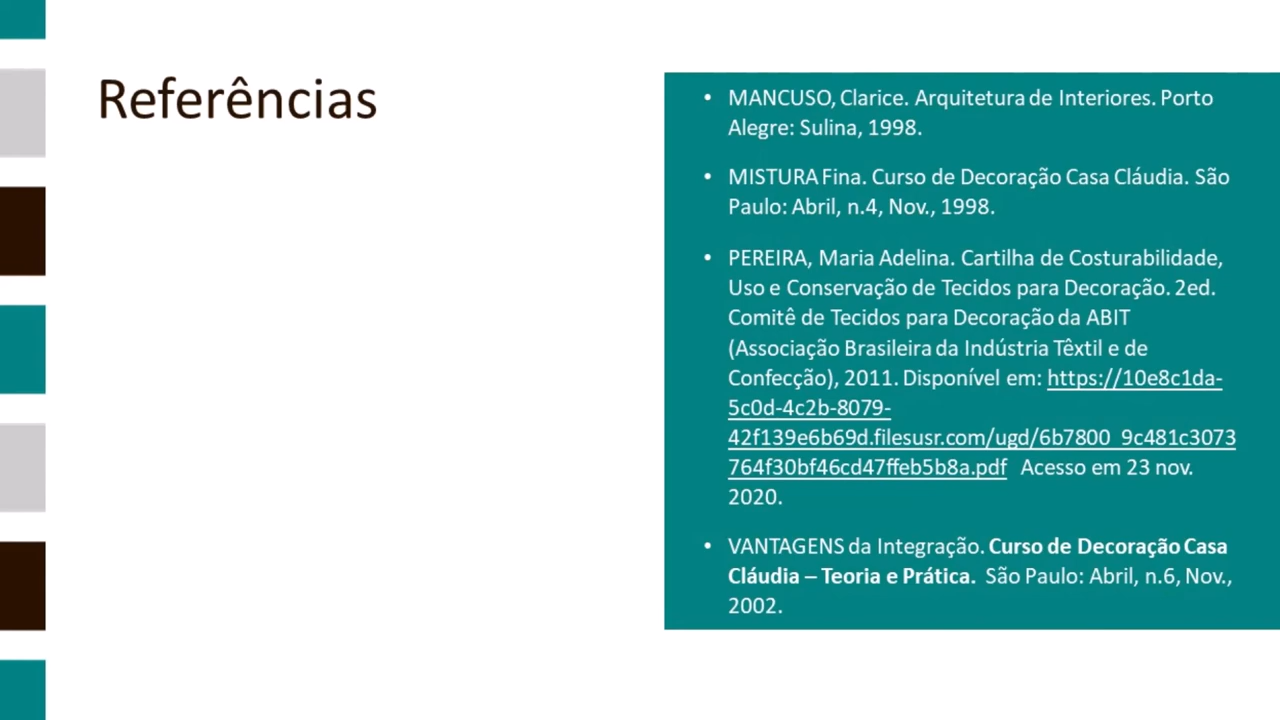 Referências
• MANCUSO, Clarice. Arquitetura de Interiores. Porto
Alegre: Sulina, 1998.
• MISTURA Fina. Curso de Decoração Casa Cláudia. São
Paulo: Abril, n.4, Nov., 1998.
• PEREIRA, Maria Adelina. Cartilha de Costurabilidade,
Uso e Conservação de Tecidos para Decoração. 2ed.
Comitê de Tecidos para Decoração da ABIT
(Associação Brasileira da Indústria Têxtil e de
Confecção), 2011. Disponível em: https://10e8c1da-
5c0d-4c2b-8079-
42f139e6b69d.filesusr.com/ugd/6b7800_9c481c3073
764f30bf46cd47ffeb5b8a.pdf Acesso em 23 nov.
2020.
• VANTAGENS da Integração. Curso de Decoração Casa
Cláudia – Teoria e Prática. São Paulo: Abril, n.6, Nov.,
2002.